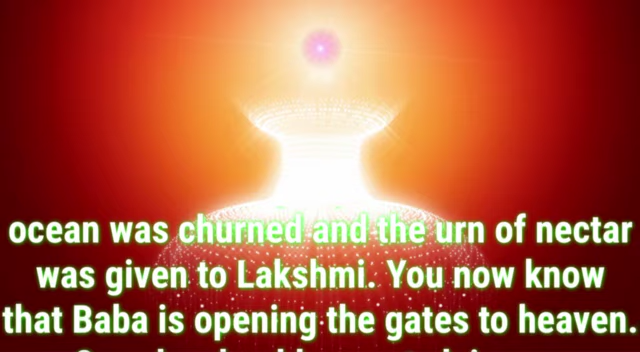 ocean was churned and the urn of nectar
was given to Lakshmi. You now know
that Baba is opening the gates to heaven.